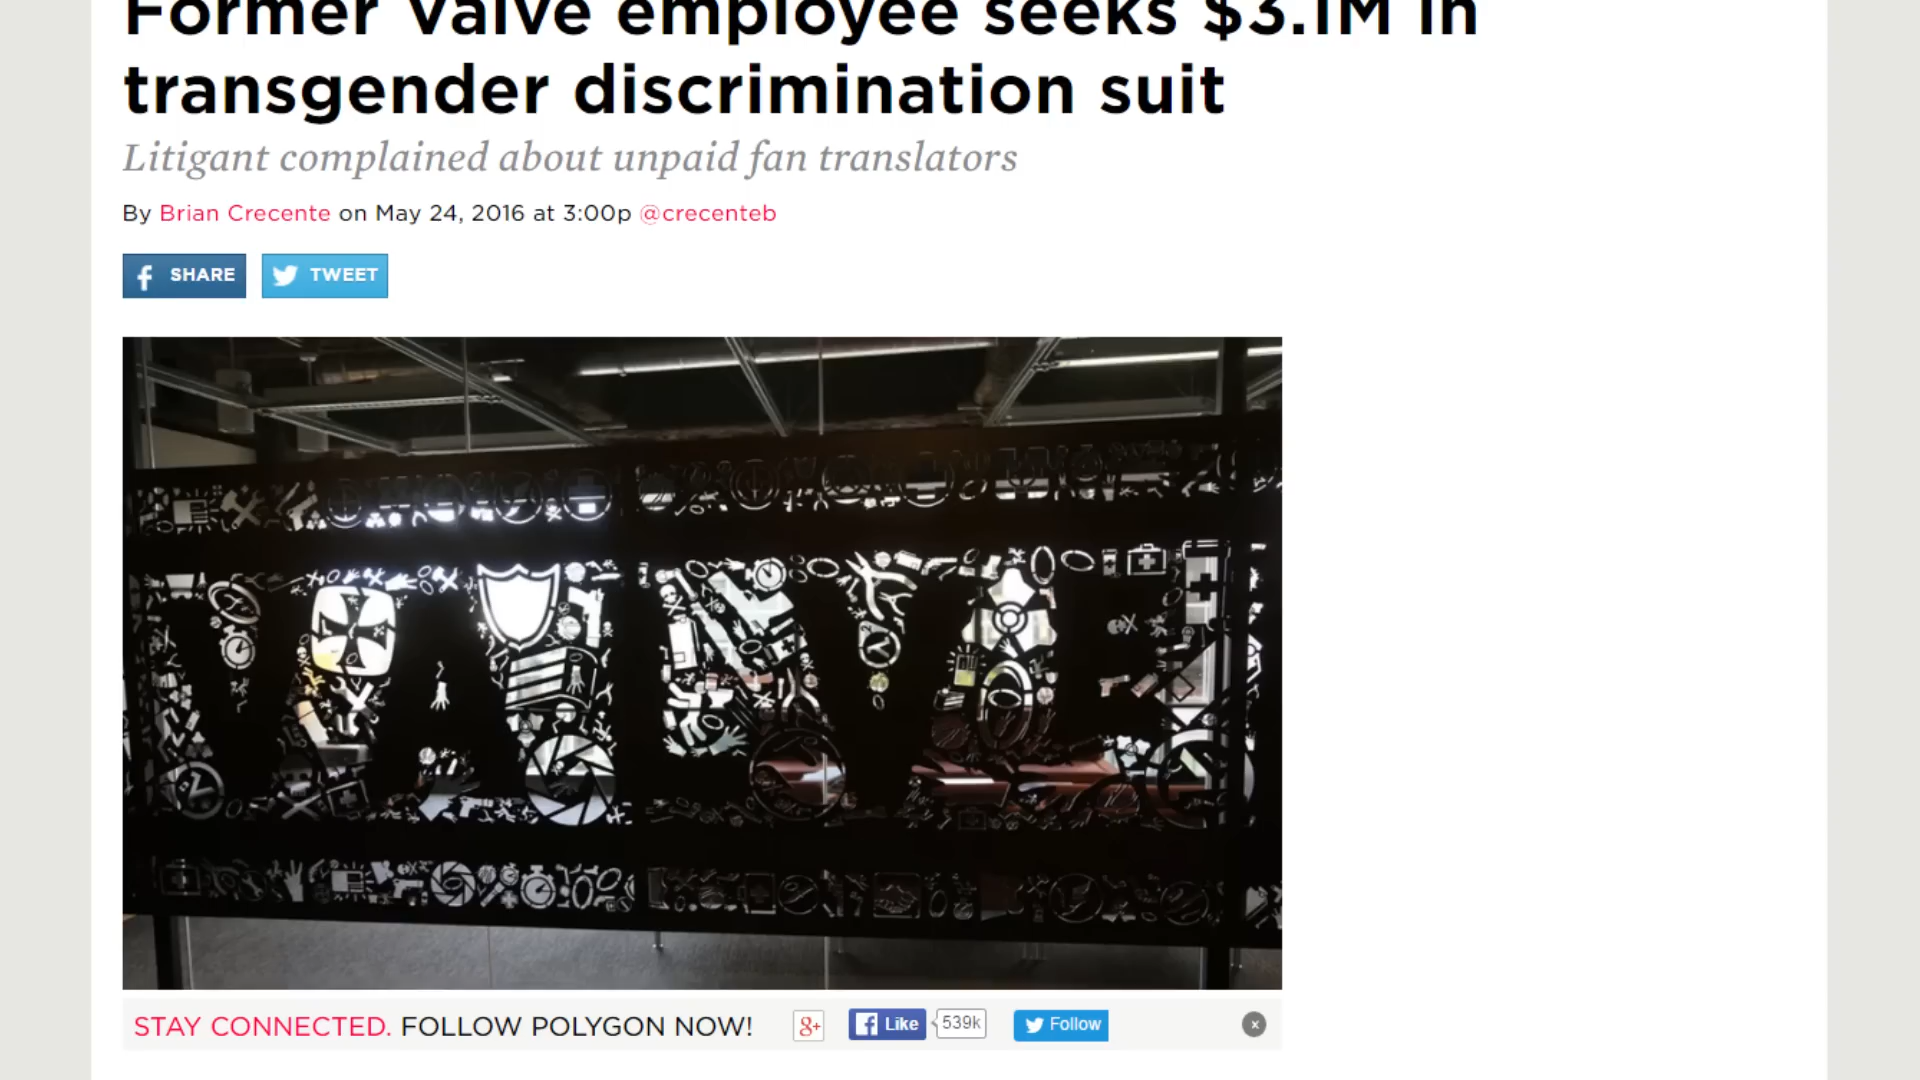 Former Valve employee seeks $3.1M in
transgender discrimination suit
Litigant complained about unpaid fan translators
By Brian Crecente on May 24, 2016 at 3:00p @crecenteb
SHARE TWEET
VALVE
STAY CONNECTED. FOLLOW POLYGON NOW! g+ Like 539k Follow x